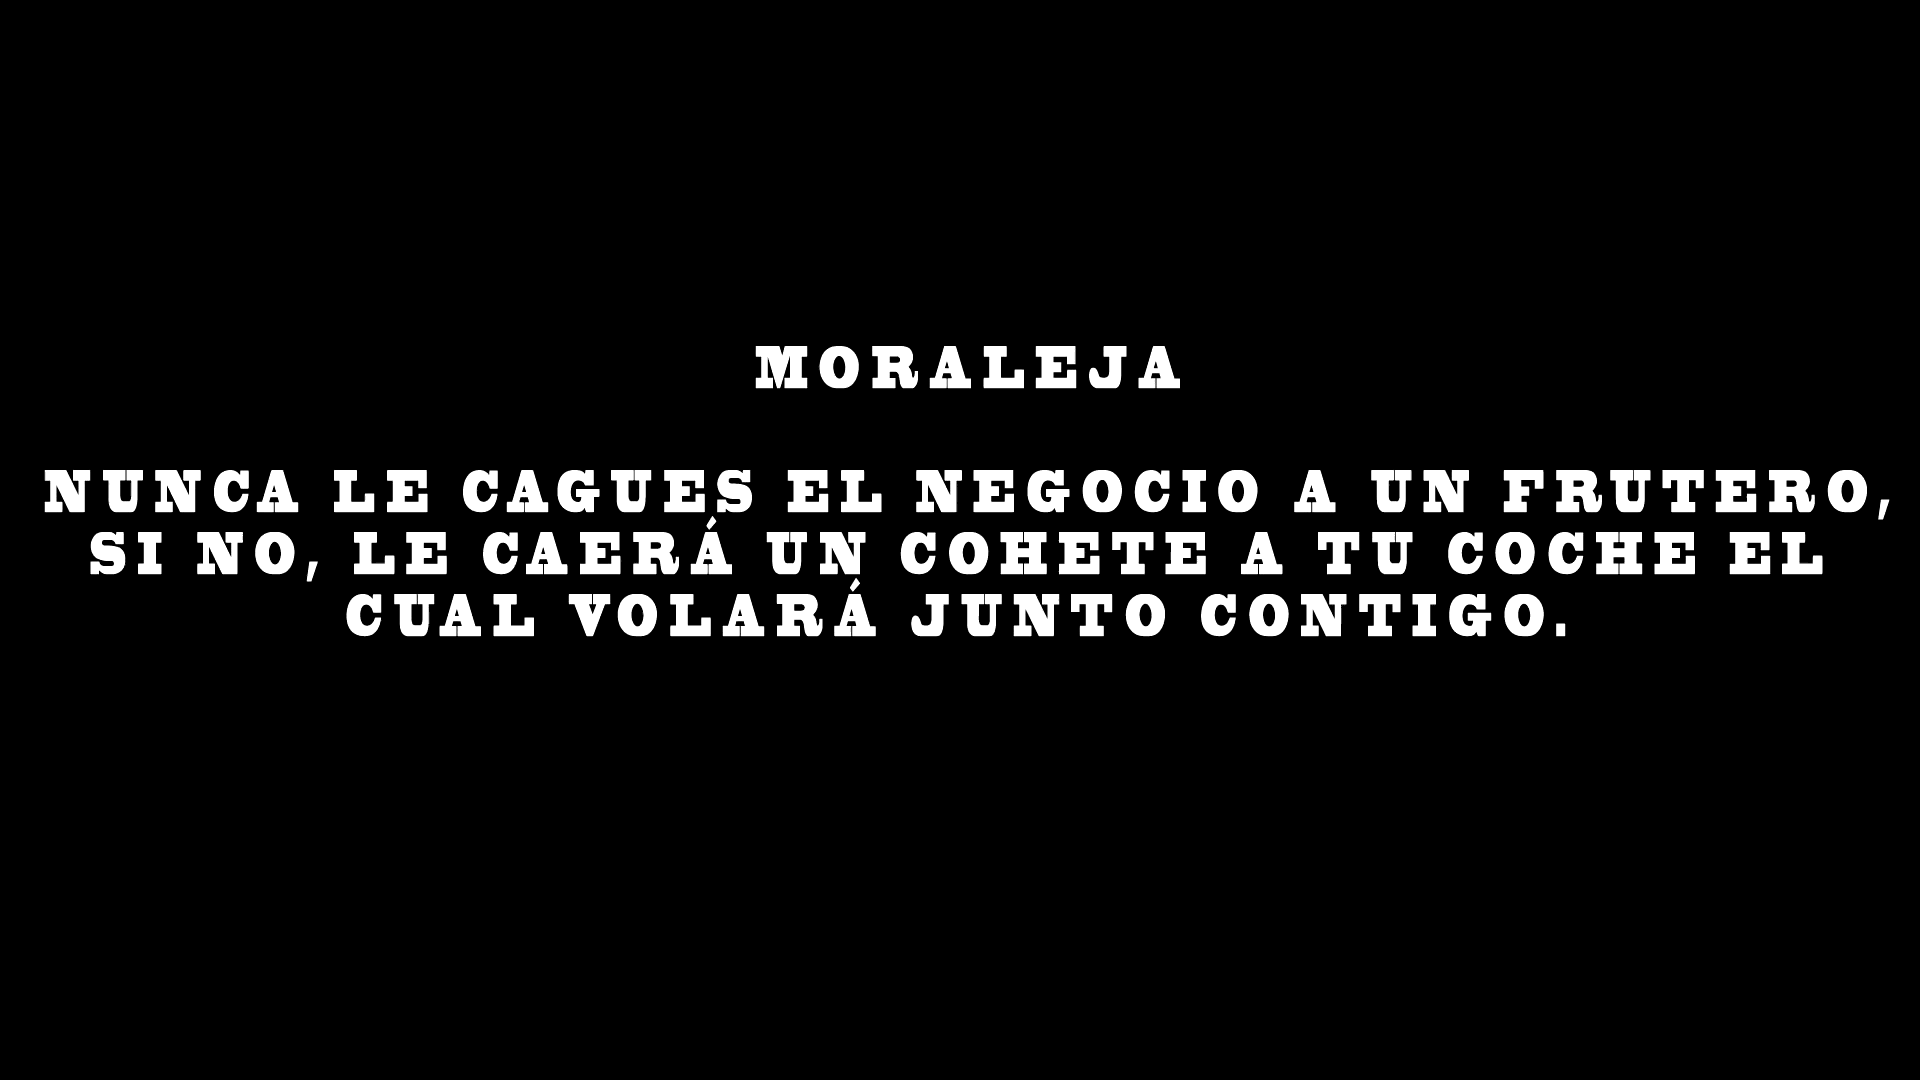 MORALEJA
NUNCA LE CAGUES EL NEGOCIO A UN FRUTERO,
SI NO, LE CAERÁ UN COHETE A TU COCHE EL
CUAL VOLARÁ JUNTO CONTIGO.